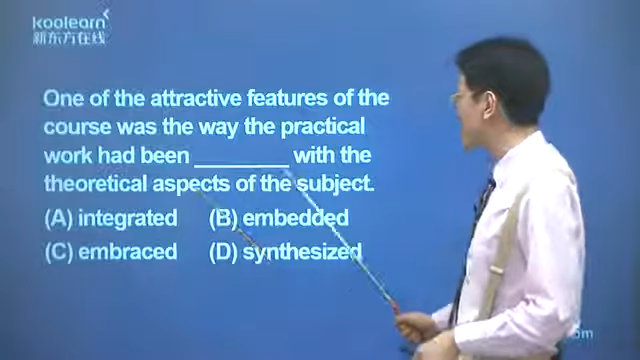 koolearn
新东方在线
One of the attractive features of the
course was the way the practical
work had been ________ with the
theoretical aspects of the subject.
(A) integrated (B) embedded
(C) embraced (D) synthesized